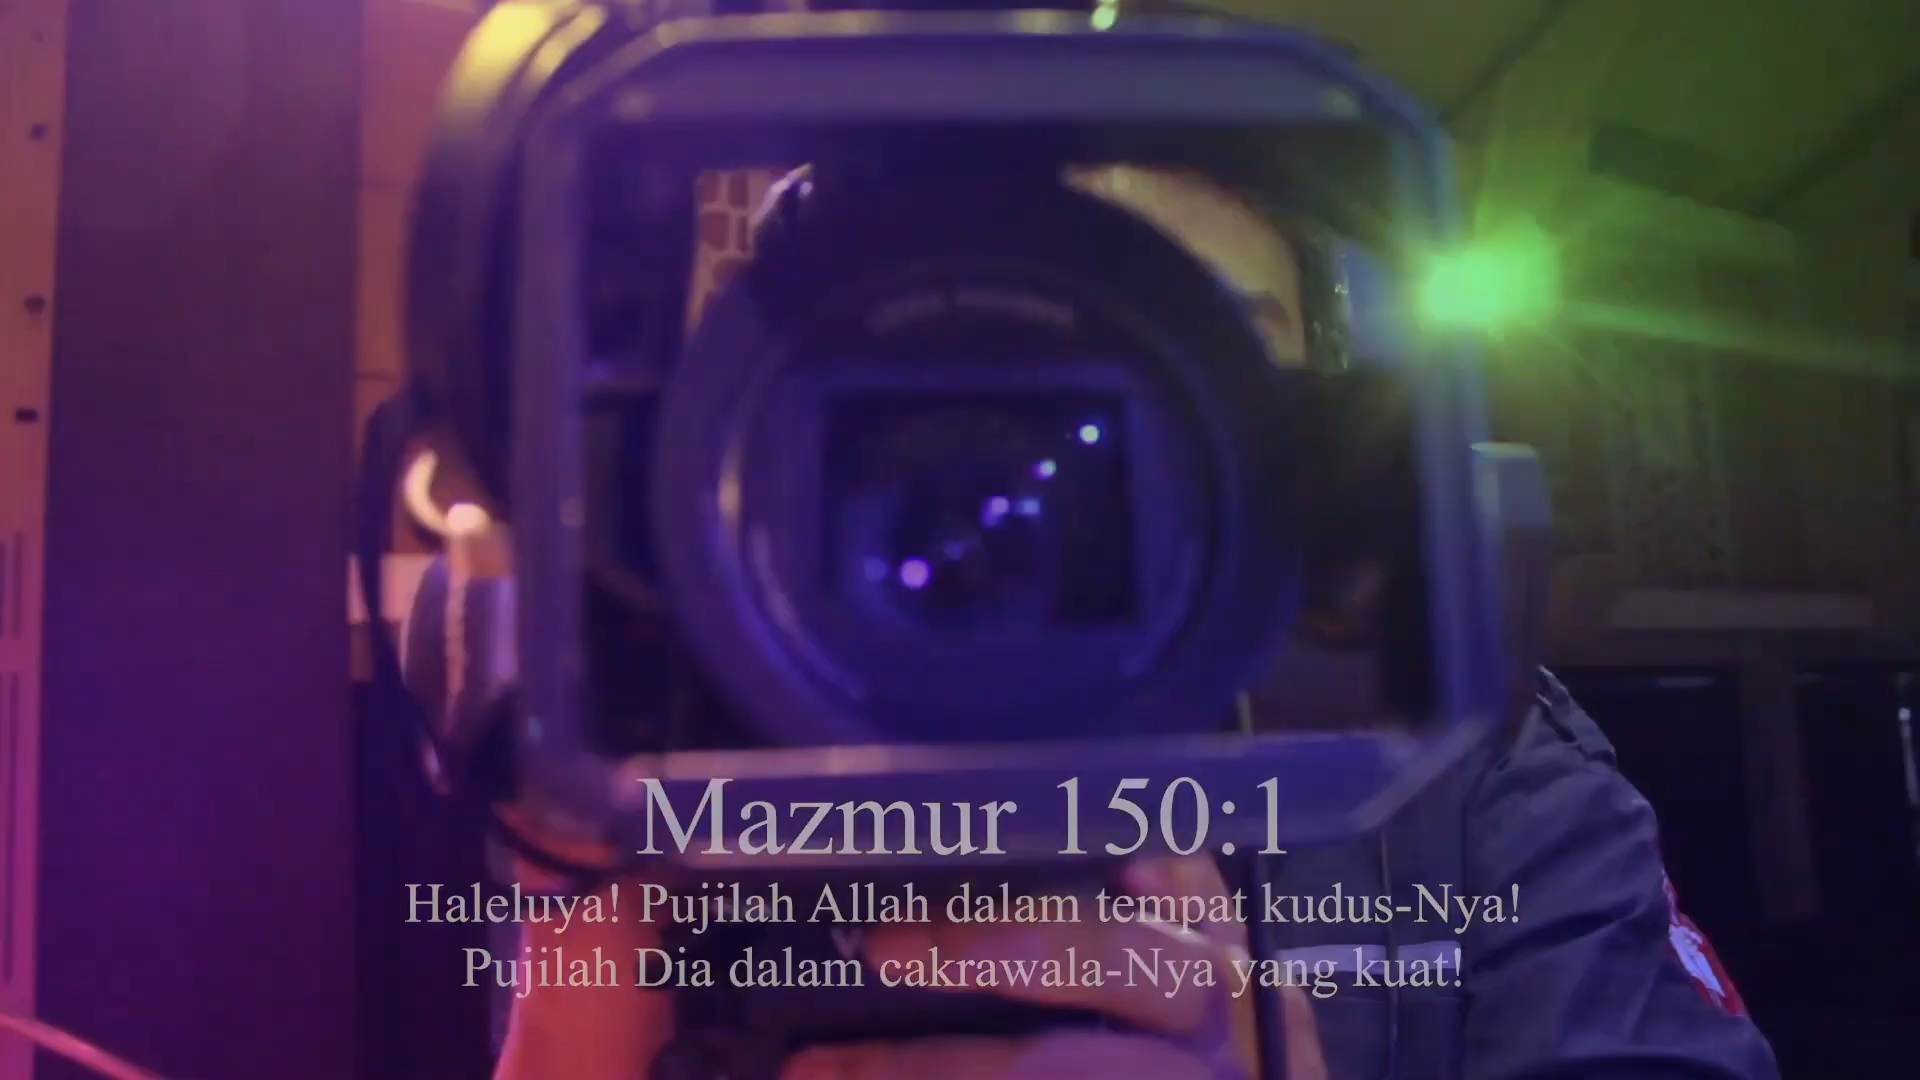 Mazmur 150:1
Haleluya! Pujilah Allah dalam tempat kudus-Nya!
Pujilah Dia dalam cakrawala-Nya yang kuat!